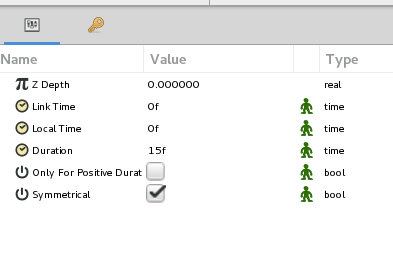 Name Value Type
Z Depth 0.000000 real
Link Time 0f time
Local Time 0f time
Duration 15f time
Only For Positive Durat bool
Symmetrical bool